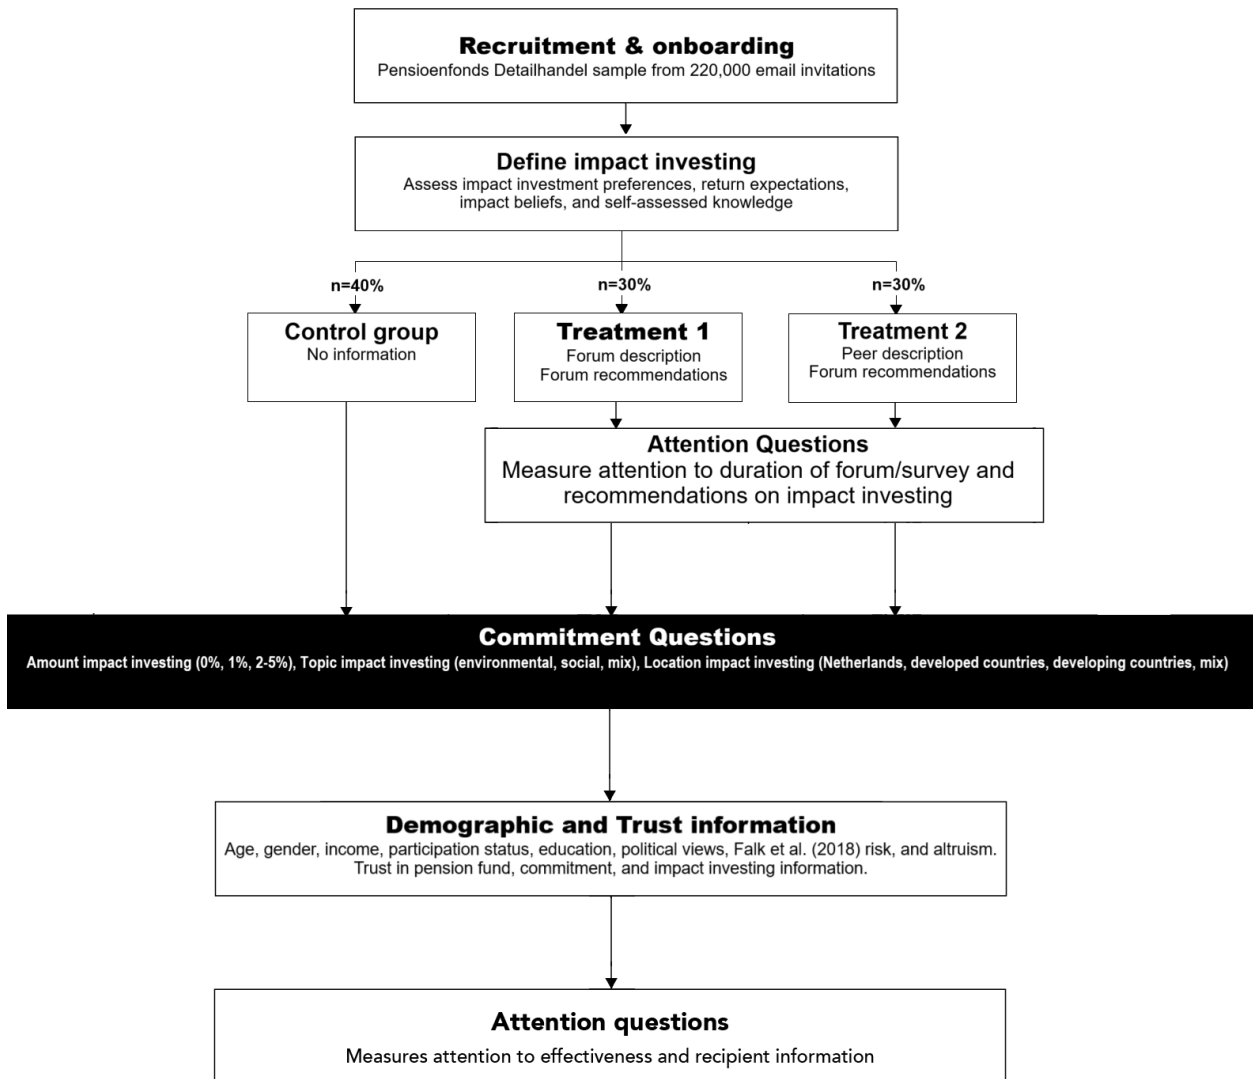 Recruitment & onboarding
Pensioenfonds Detailhandel sample from 220,000 email invitations
Define impact investing
Assess impact investment preferences, return expectations,
impact beliefs, and self-assessed knowledge
n=40%
n=30%
n=30%
Control group
No information
Treatment 1
Forum description
Forum recommendations
Treatment 2
Peer description
Forum recommendations
Attention Questions
Measure attention to duration of forum/survey and
recommendations on impact investing
Commitment Questions
Amount impact investing (0%, 1%, 2-5%), Topic impact investing (environmental, social, mix), Location impact investing (Netherlands, developed countries, developing countries, mix)
Demographic and Trust information
Age, gender, income, participation status, education, political views, Falk et al. (2018) risk, and altruism.
Trust in pension fund, commitment, and impact investing information.
Attention questions
Measures attention to effectiveness and recipient information